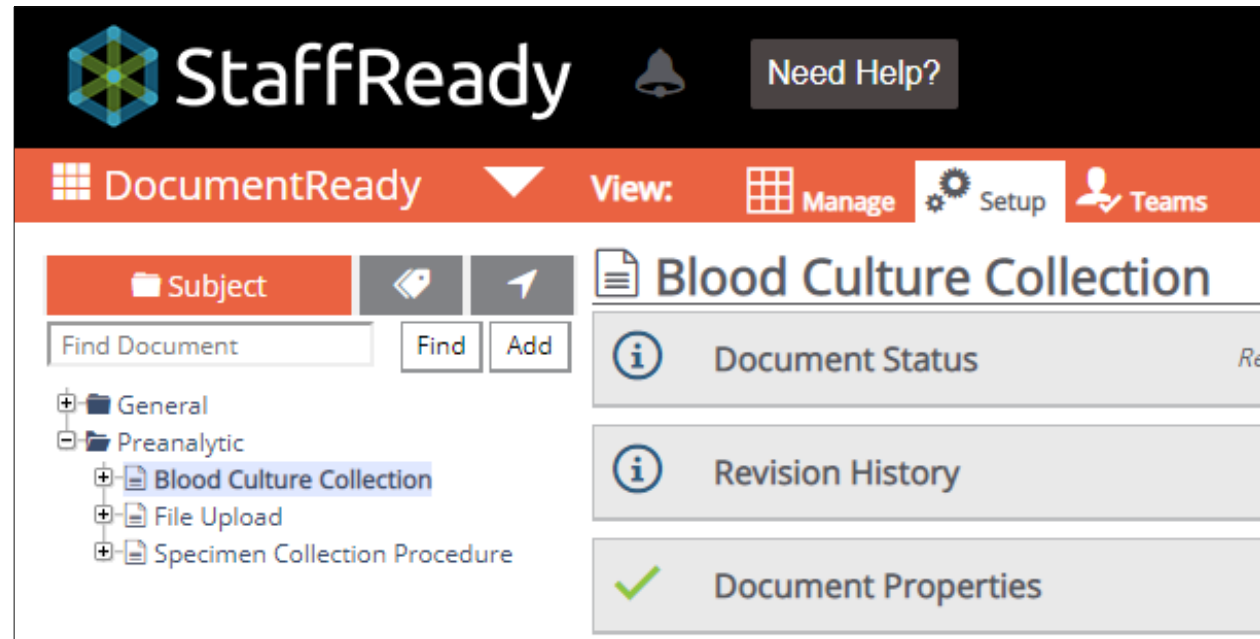 StaffReady
Need Help?
DocumentReady
View:
Manage
Setup
Teams
Subject
Find Document
Find
Add
General
Preanalytic
Blood Culture Collection
File Upload
Specimen Collection Procedure
Blood Culture Collection
Document Status
Re
Revision History
Document Properties